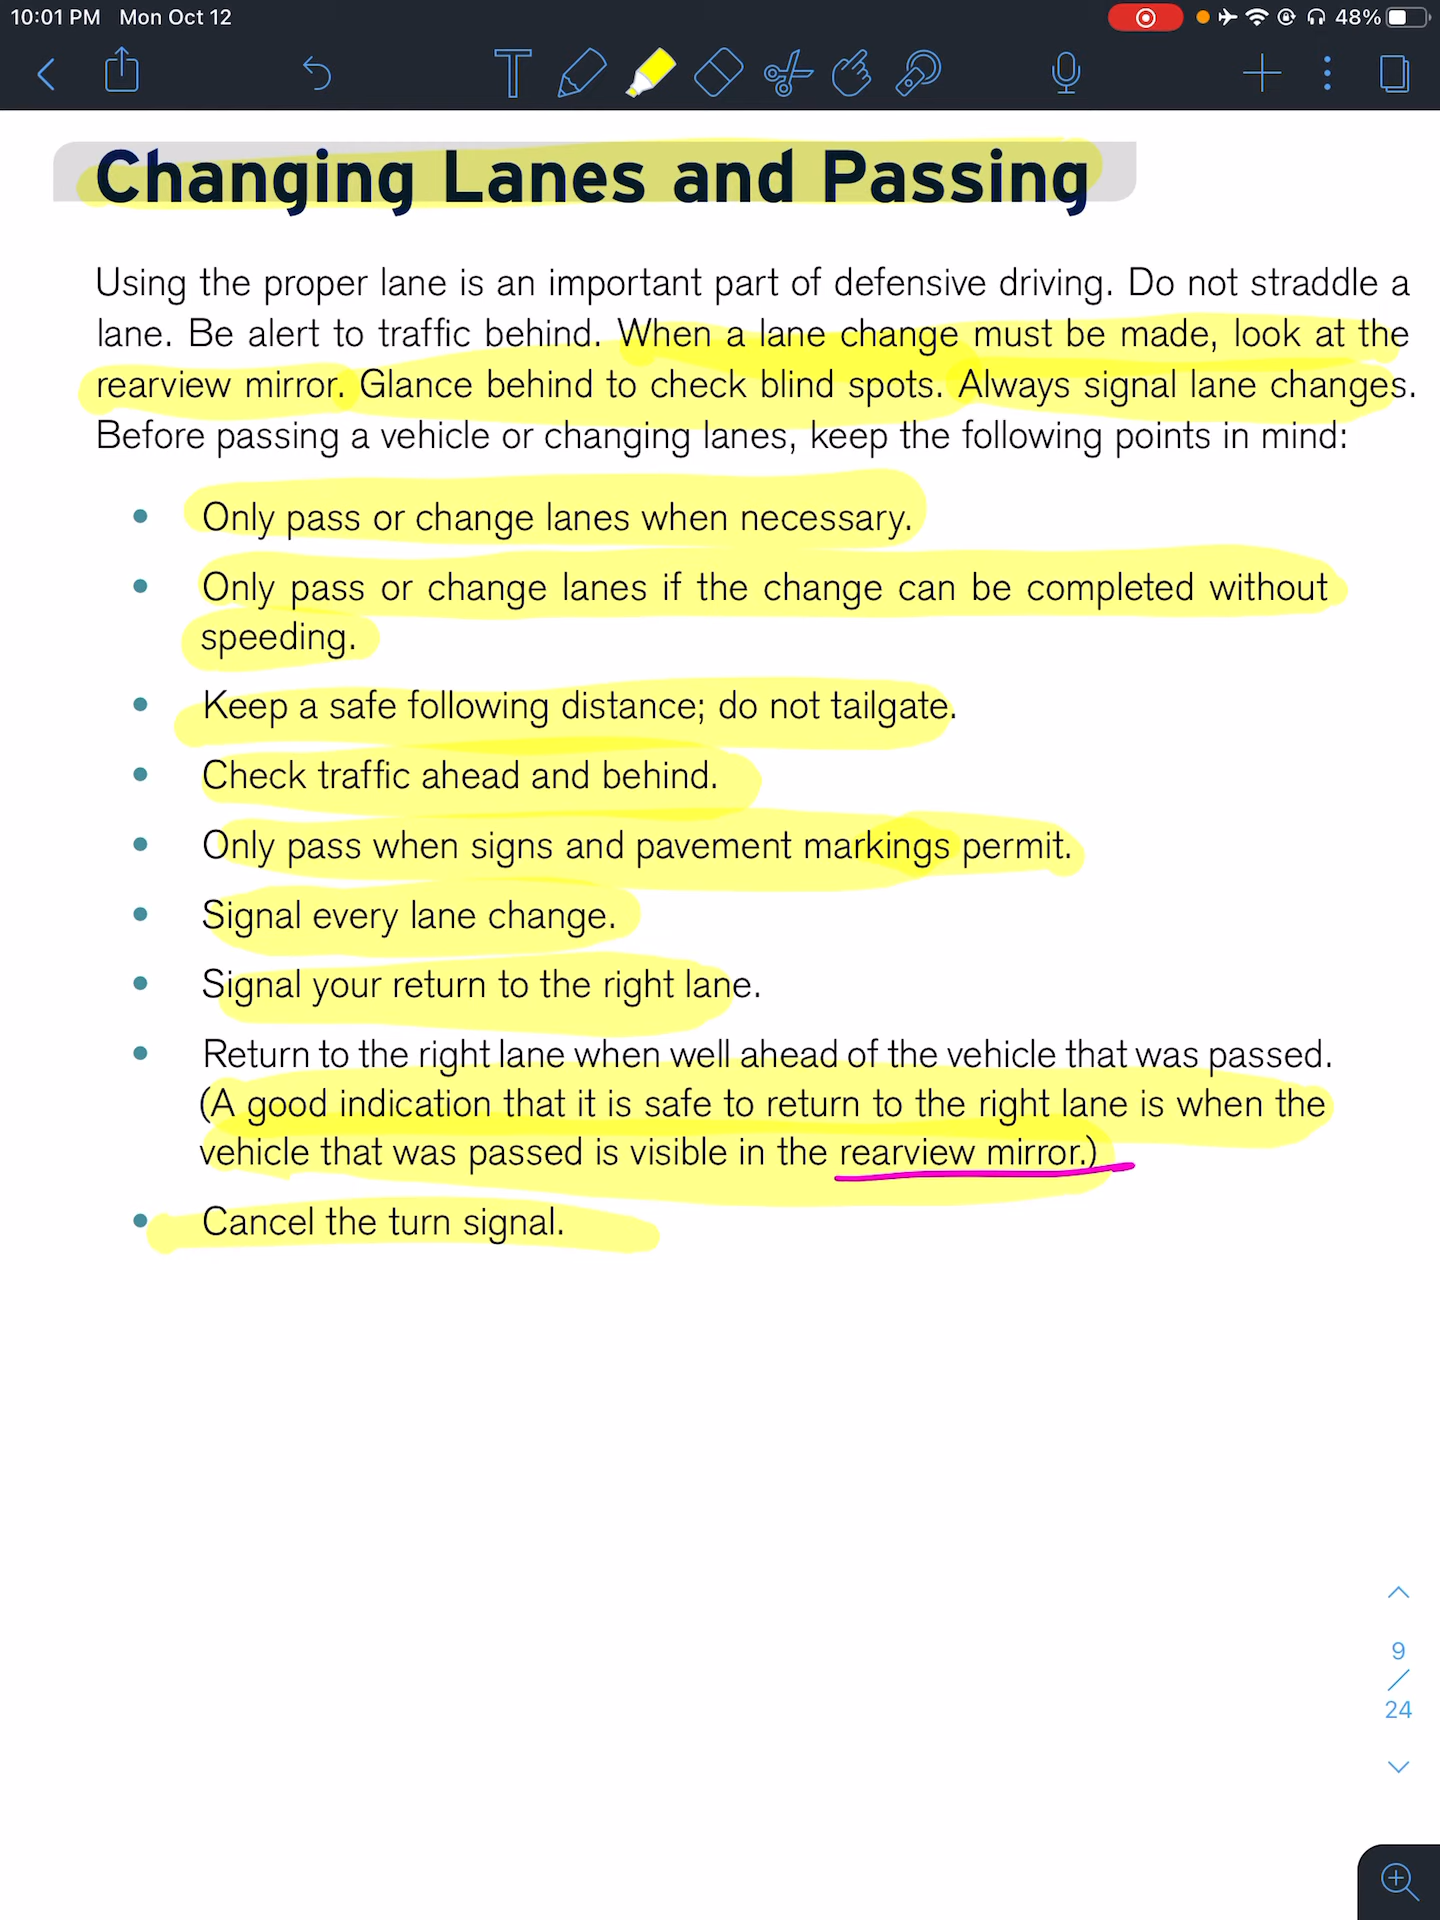 10:01 PM Mon Oct 12
48%
T
Changing Lanes and Passing
Using the proper lane is an important part of defensive driving. Do not straddle a
lane. Be alert to traffic behind. When a lane change must be made, look at the
rearview mirror. Glance behind to check blind spots. Always signal lane changes.
Before passing a vehicle or changing lanes, keep the following points in mind:
• Only pass or change lanes when necessary.
• Only pass or change lanes if the change can be completed without
speeding.
• Keep a safe following distance; do not tailgate.
• Check traffic ahead and behind.
• Only pass when signs and pavement markings permit.
• Signal every lane change.
• Signal your return to the right lane.
• Return to the right lane when well ahead of the vehicle that was passed.
(A good indication that it is safe to return to the right lane is when the
vehicle that was passed is visible in the rearview mirror.)
• Cancel the turn signal.
9
/
24